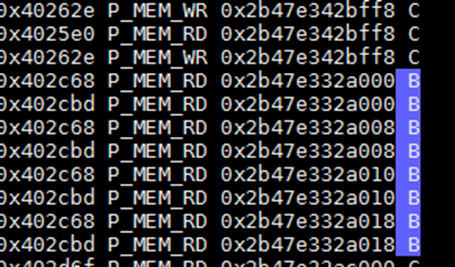 0x40262e P_MEM_WR 0x2b47e342bff8 C
0x4025e0 P_MEM_RD 0x2b47e342bff8 C
0x40262e P_MEM_WR 0x2b47e342bff8 C
0x402c68 P_MEM_RD 0x2b47e332a000 B
0x402cbd P_MEM_RD 0x2b47e332a000 B
0x402c68 P_MEM_RD 0x2b47e332a008 B
0x402cbd P_MEM_RD 0x2b47e332a008 B
0x402c68 P_MEM_RD 0x2b47e332a010 B
0x402cbd P_MEM_RD 0x2b47e332a010 B
0x402c68 P_MEM_RD 0x2b47e332a018 B
0x402cbd P_MEM_RD 0x2b47e332a018 B